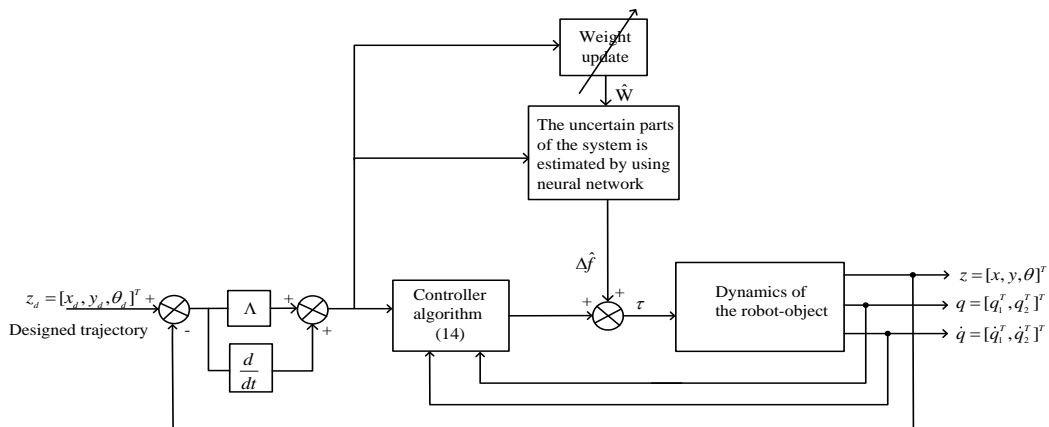 Weight
update
Ŵ
The uncertain parts
of the system is
estimated by using
neural network
Δf̂
z_d = [x_d, y_d, θ_d]^T
+
-
Designed trajectory
Λ
d/dt
+
+
Controller
algorithm
(14)
+
+
τ
Dynamics of
the robot-object
z = [x, y, θ]^T
q = [q_1^T, q_2^T]^T
q̇ = [q̇_1^T, q̇_2^T]^T